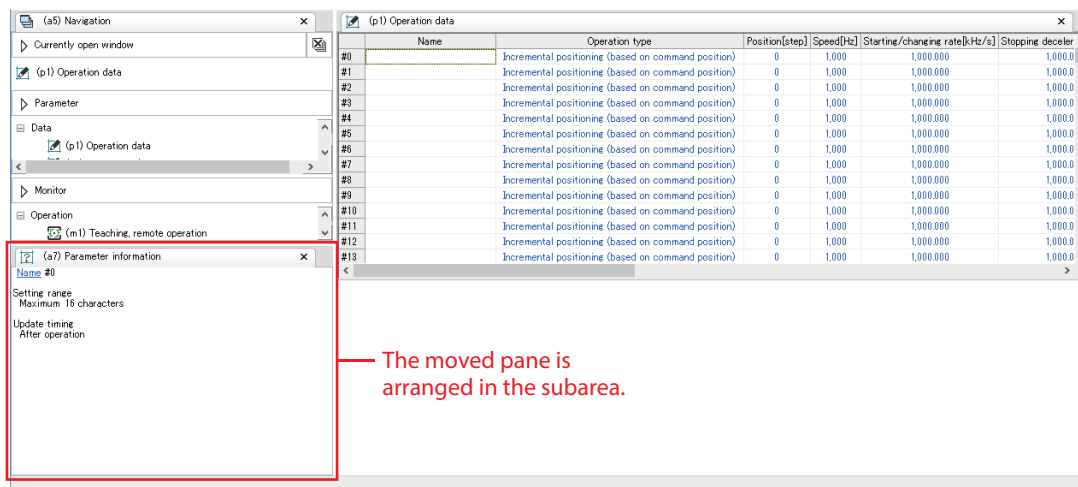 (a5) Navigation
Currently open window
(p1) Operation data
Parameter
Data
(p1) Operation data
Monitor
Operation
(m1) Teaching, remote operation
(a7) Parameter information
Name #0
Setting range
Maximum 16 characters
Update timing
After operation
(p1) Operation data
Name Operation type Position[step] Speed[Hz] Starting/changing rate[kHz/s] Stopping deceler
#0 Incremental positioning (based on command position) 0 1,000 1,000.000 1,000.0
#1 Incremental positioning (based on command position) 0 1,000 1,000.000 1,000.0
#2 Incremental positioning (based on command position) 0 1,000 1,000.000 1,000.0
#3 Incremental positioning (based on command position) 0 1,000 1,000.000 1,000.0
#4 Incremental positioning (based on command position) 0 1,000 1,000.000 1,000.0
#5 Incremental positioning (based on command position) 0 1,000 1,000.000 1,000.0
#6 Incremental positioning (based on command position) 0 1,000 1,000.000 1,000.0
#7 Incremental positioning (based on command position) 0 1,000 1,000.000 1,000.0
#8 Incremental positioning (based on command position) 0 1,000 1,000.000 1,000.0
#9 Incremental positioning (based on command position) 0 1,000 1,000.000 1,000.0
#10 Incremental positioning (based on command position) 0 1,000 1,000.000 1,000.0
#11 Incremental positioning (based on command position) 0 1,000 1,000.000 1,000.0
#12 Incremental positioning (based on command position) 0 1,000 1,000.000 1,000.0
#13 Incremental positioning (based on command position) 0 1,000 1,000.000 1,000.0
The moved pane is
arranged in the subarea.